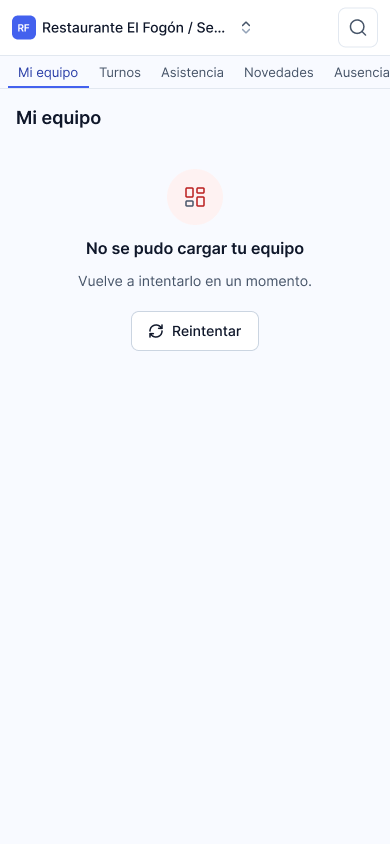 RF Restaurante El Fogón / Se...
Mi equipo Turnos Asistencia Novedades Ausencia
Mi equipo
No se pudo cargar tu equipo
Vuelve a intentarlo en un momento.
Reintentar